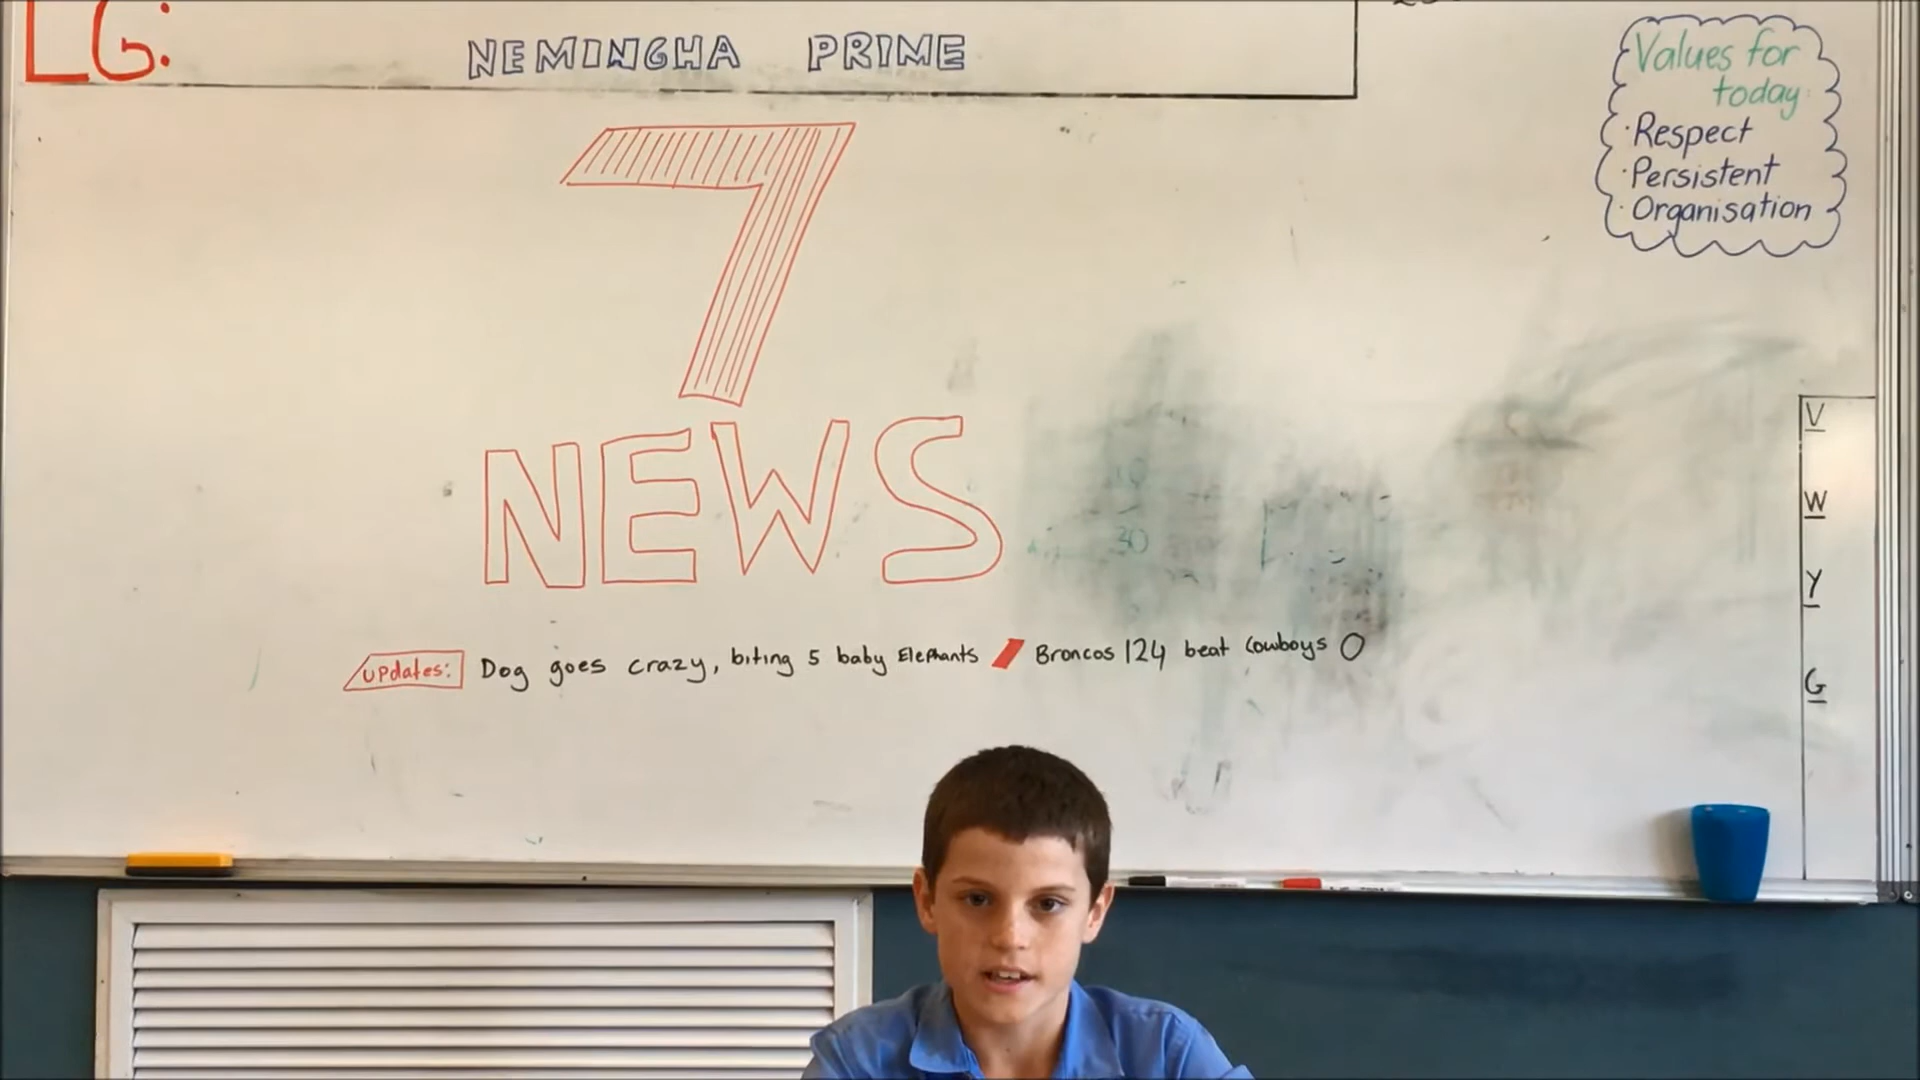 LG:
NEMINGHA PRIME
7
NEWS
updates: Dog goes crazy, biting 5 baby Elephants / Broncos 124 beat Cowboys 0
Values for
today
· Respect
· Persistent
· Organisation
V
W
Y
G
30